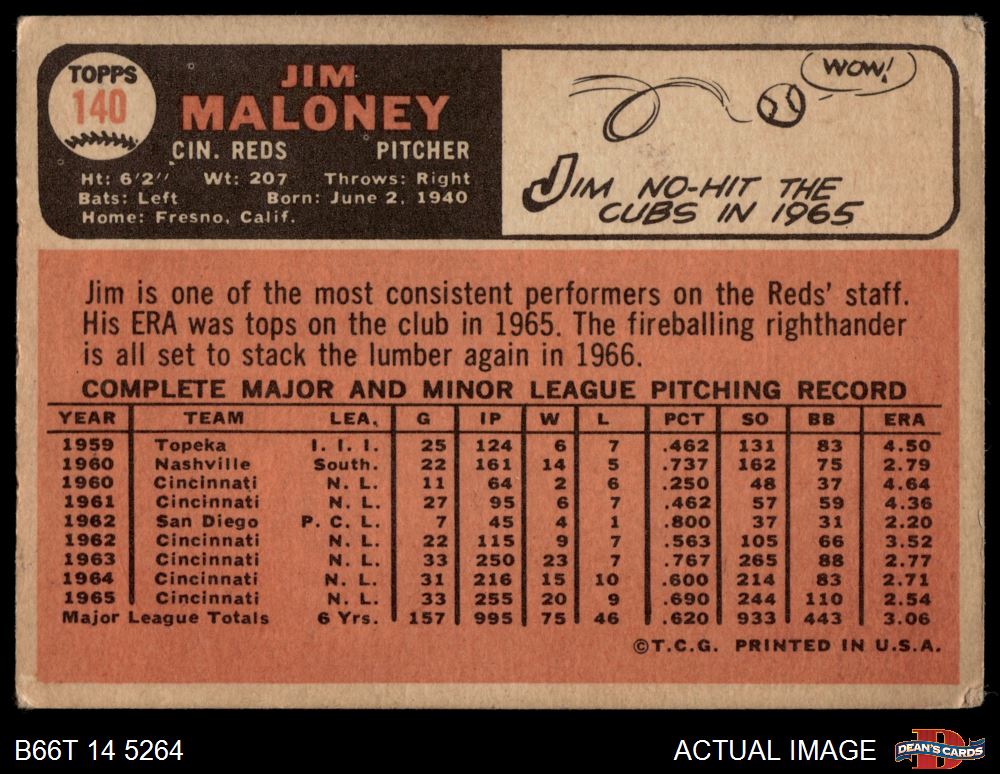 TOPPS
140
JIM
MALONEY
CIN. REDS PITCHER
Ht: 6'2" Wt: 207 Throws: Right
Bats: Left Born: June 2, 1940
Home: Fresno, Calif.
WOW!
JIM NO-HIT THE
CUBS IN 1965
Jim is one of the most consistent performers on the Reds' staff.
His ERA was tops on the club in 1965. The fireballing righthander
is all set to stack the lumber again in 1966.
COMPLETE MAJOR AND MINOR LEAGUE PITCHING RECORD
YEAR TEAM LEA. G IP W L PCT SO BB ERA
1959 Topeka I. I. I. 25 124 6 7 .462 131 83 4.50
1960 Nashville South. 22 161 14 5 .737 162 75 2.79
1960 Cincinnati N. L. 11 64 2 6 .250 48 37 4.64
1961 Cincinnati N. L. 27 95 6 7 .462 57 59 4.36
1962 San Diego P. C. L. 7 45 4 1 .800 37 31 2.20
1962 Cincinnati N. L. 22 115 9 7 .563 105 66 3.52
1963 Cincinnati N. L. 33 250 23 7 .767 265 88 2.77
1964 Cincinnati N. L. 31 216 15 10 .600 214 83 2.71
1965 Cincinnati N. L. 33 255 20 9 .690 244 110 2.54
Major League Totals 6 Yrs. 157 995 75 46 .620 933 443 3.06
©T.C.G. PRINTED IN U.S.A.
B66T 14 5264
ACTUAL IMAGE
D
DEAN'S CARDS